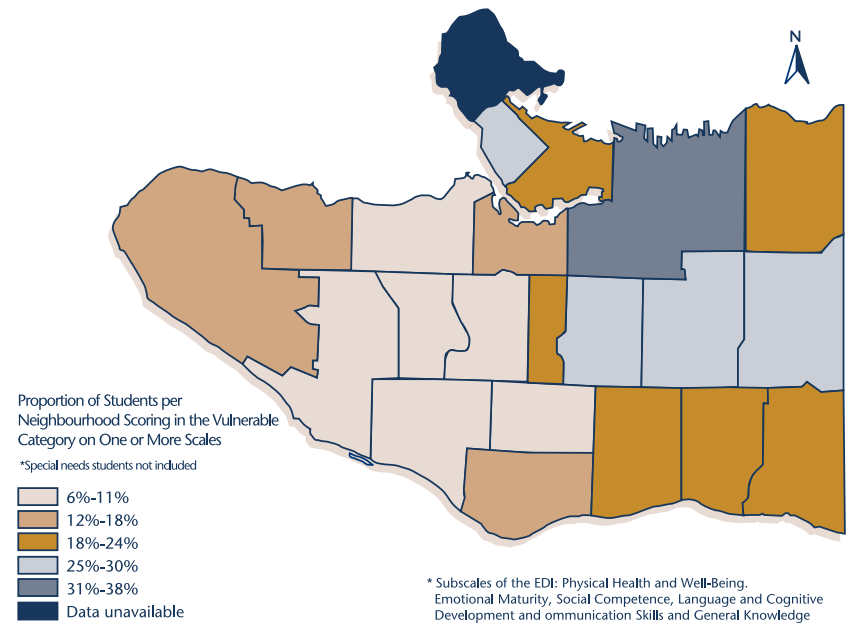 N
Proportion of Students per
Neighbourhood Scoring in the Vulnerable
Category on One or More Scales
*Special needs students not included
6%-11%
12%-18%
18%-24%
25%-30%
31%-38%
Data unavailable
* Subscales of the EDI: Physical Health and Well-Being.
Emotional Maturity, Social Competence, Language and Cognitive
Development and ommunication Skills and General Knowledge